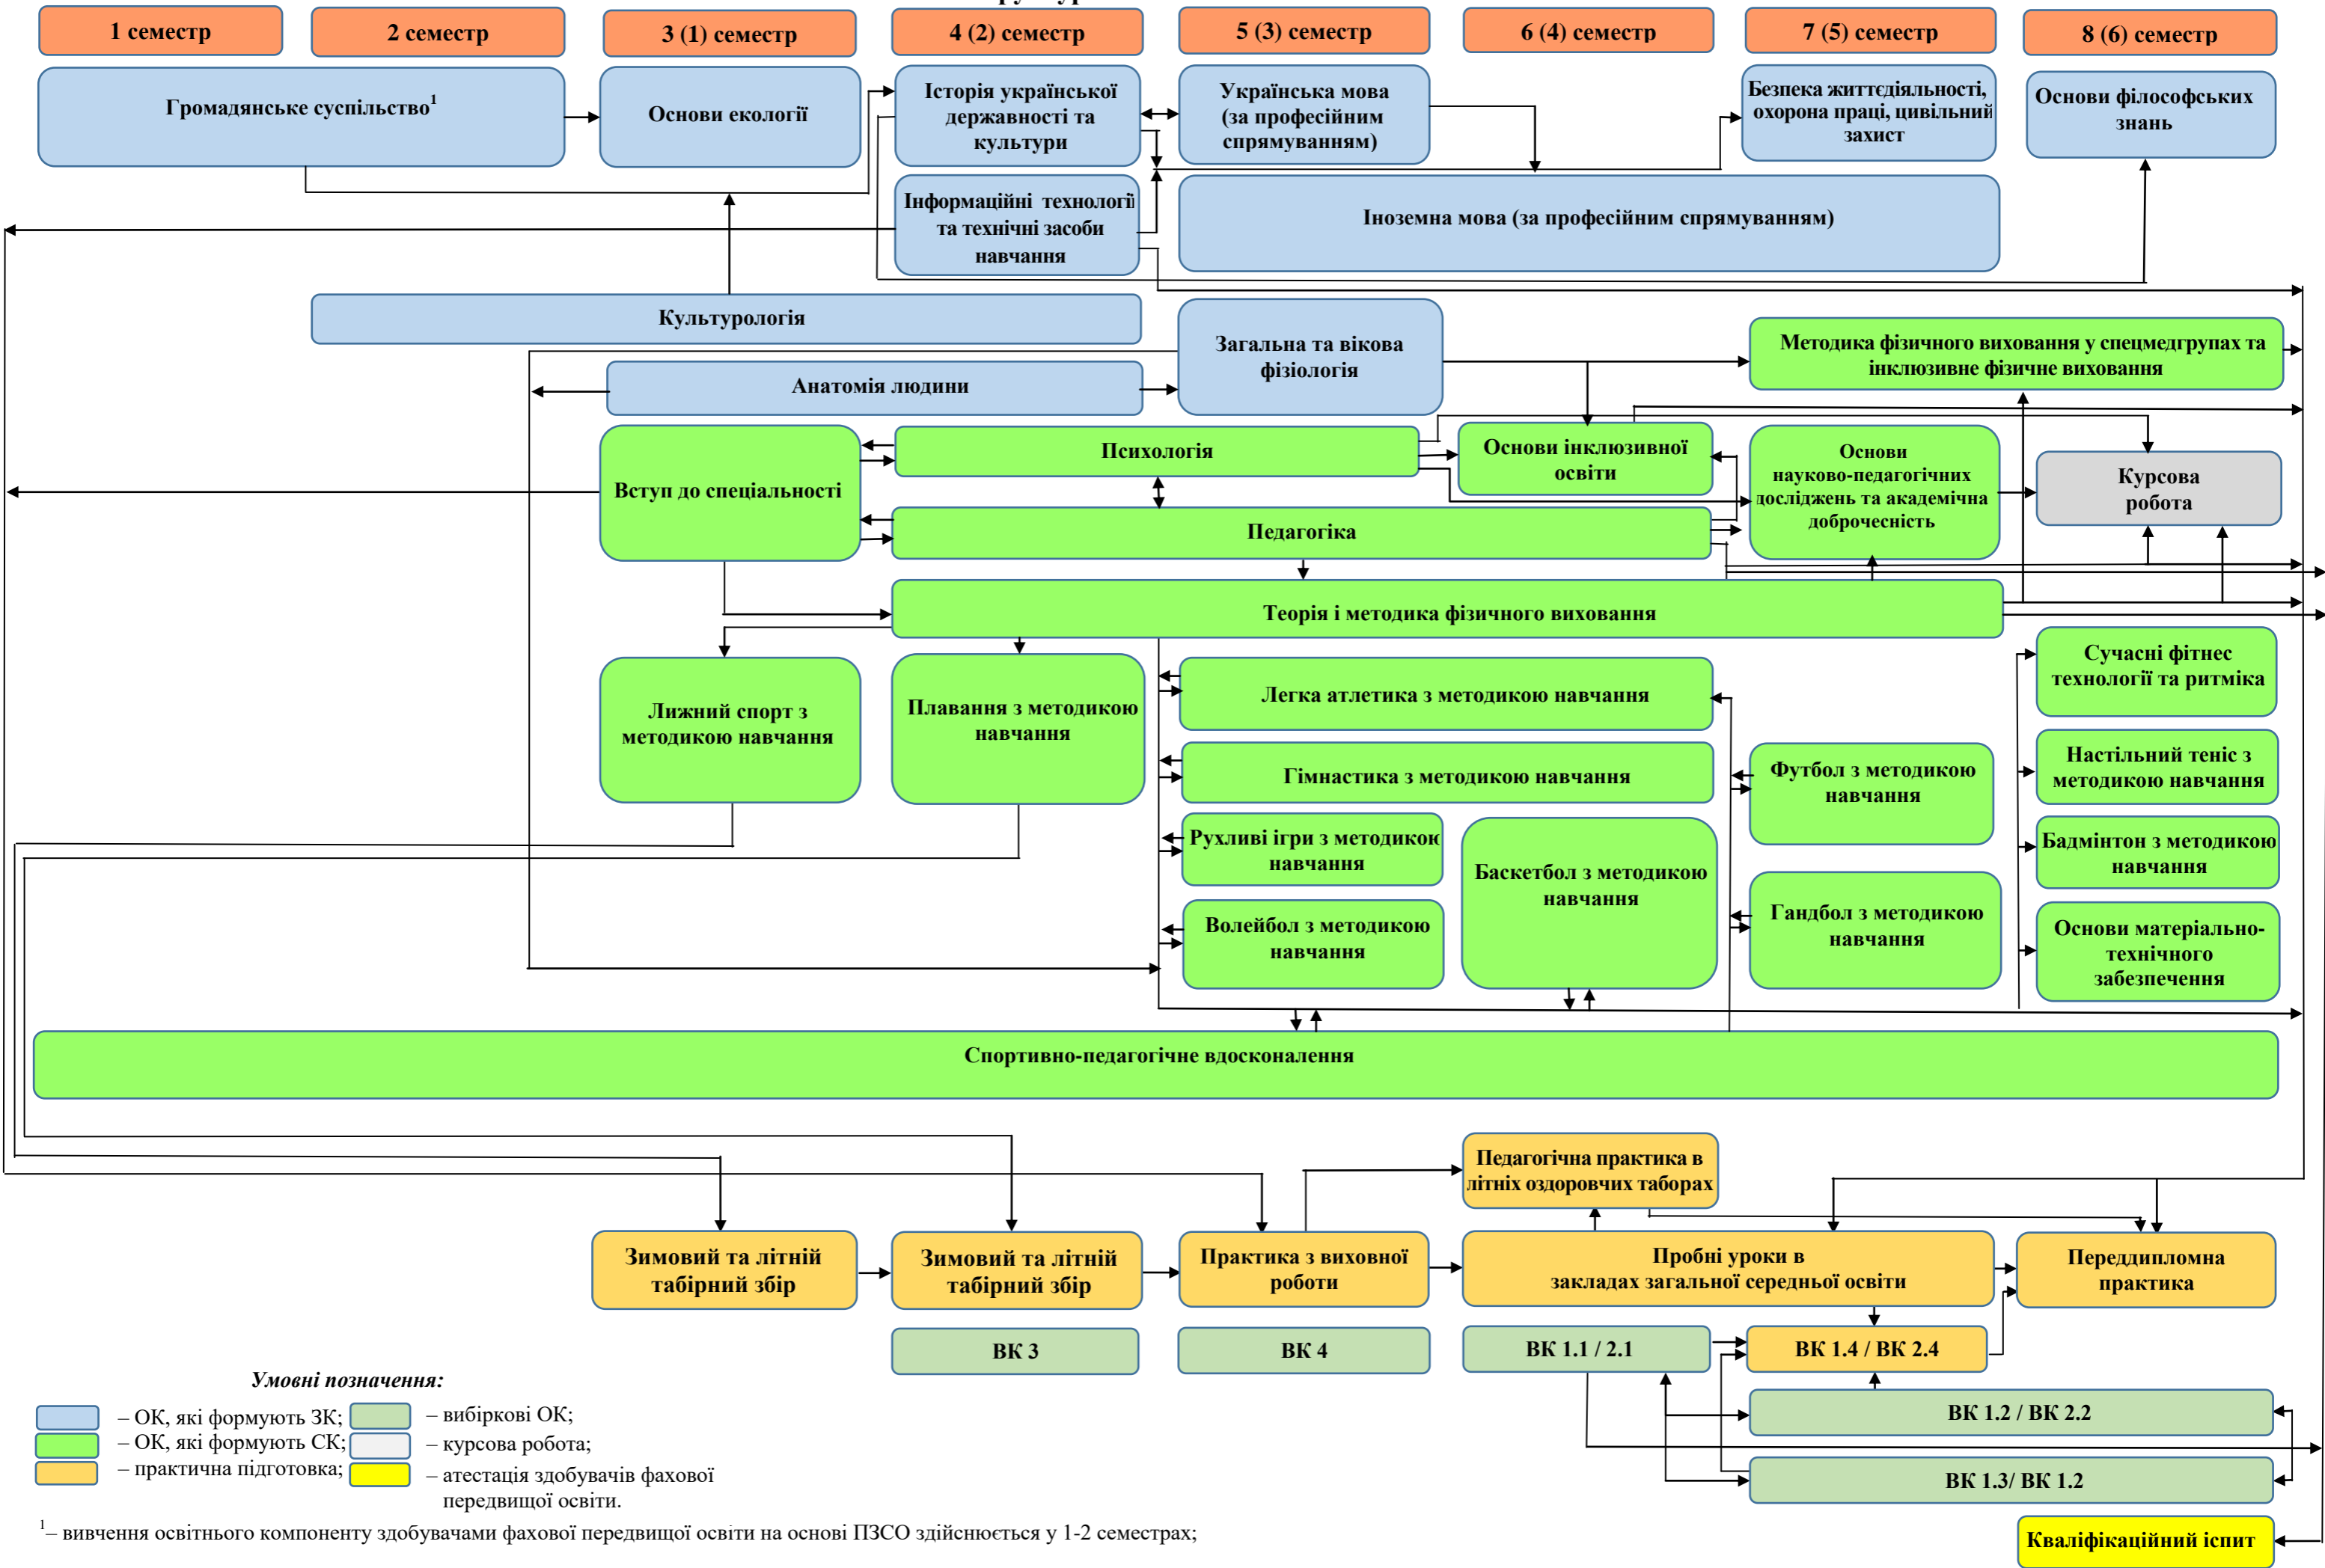 1 семестр
2 семестр
3 (1) семестр
4 (2) семестр
5 (3) семестр
6 (4) семестр
7 (5) семестр
8 (6) семестр
Громадянське суспільство¹
Основи екології
Історія української
державності та
культури
Українська мова
(за професійним
спрямуванням)
Безпека життєдіяльності,
охорона праці, цивільний
захист
Основи філософських
знань
Інформаційні технології
та технічні засоби
навчання
Іноземна мова (за професійним спрямуванням)
Культурологія
Загальна та вікова
фізіологія
Методика фізичного виховання у спецмедгрупах та
інклюзивне фізичне виховання
Анатомія людини
Вступ до спеціальності
Психологія
Основи інклюзивної
освіти
Основи
науково-педагогічних
досліджень та академічна
доброчесність
Курсова
робота
Педагогіка
Теорія і методика фізичного виховання
Лижний спорт з
методикою навчання
Плавання з методикою
навчання
Легка атлетика з методикою навчання
Сучасні фітнес
технології та ритміка
Гімнастика з методикою навчання
Футбол з методикою
навчання
Настільний теніс з
методикою навчання
Рухливі ігри з методикою
навчання
Баскетбол з методикою
навчання
Бадмінтон з методикою
навчання
Волейбол з методикою
навчання
Гандбол з методикою
навчання
Основи матеріально-
технічного
забезпечення
Спортивно-педагогічне вдосконалення
Педагогічна практика в
літніх оздоровчих таборах
Зимовий та літній
табірний збір
Зимовий та літній
табірний збір
Практика з виховної
роботи
Пробні уроки в
закладах загальної середньої освіти
Переддипломна
практика
ВК 3
ВК 4
ВК 1.1 / 2.1
ВК 1.4 / ВК 2.4
ВК 1.2 / ВК 2.2
ВК 1.3/ ВК 1.2
Кваліфікаційний іспит
Умовні позначення:
– ОК, які формують ЗК;
– ОК, які формують СК;
– практична підготовка;
– вибіркові ОК;
– курсова робота;
– атестація здобувачів фахової
передвищої освіти.
¹– вивчення освітнього компоненту здобувачами фахової передвищої освіти на основі ПЗСО здійснюється у 1-2 семестрах;